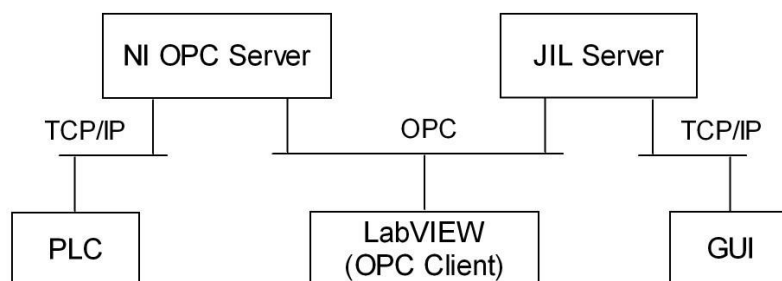 NI OPC Server
JIL Server
TCP/IP
OPC
TCP/IP
PLC
LabVIEW
(OPC Client)
GUI